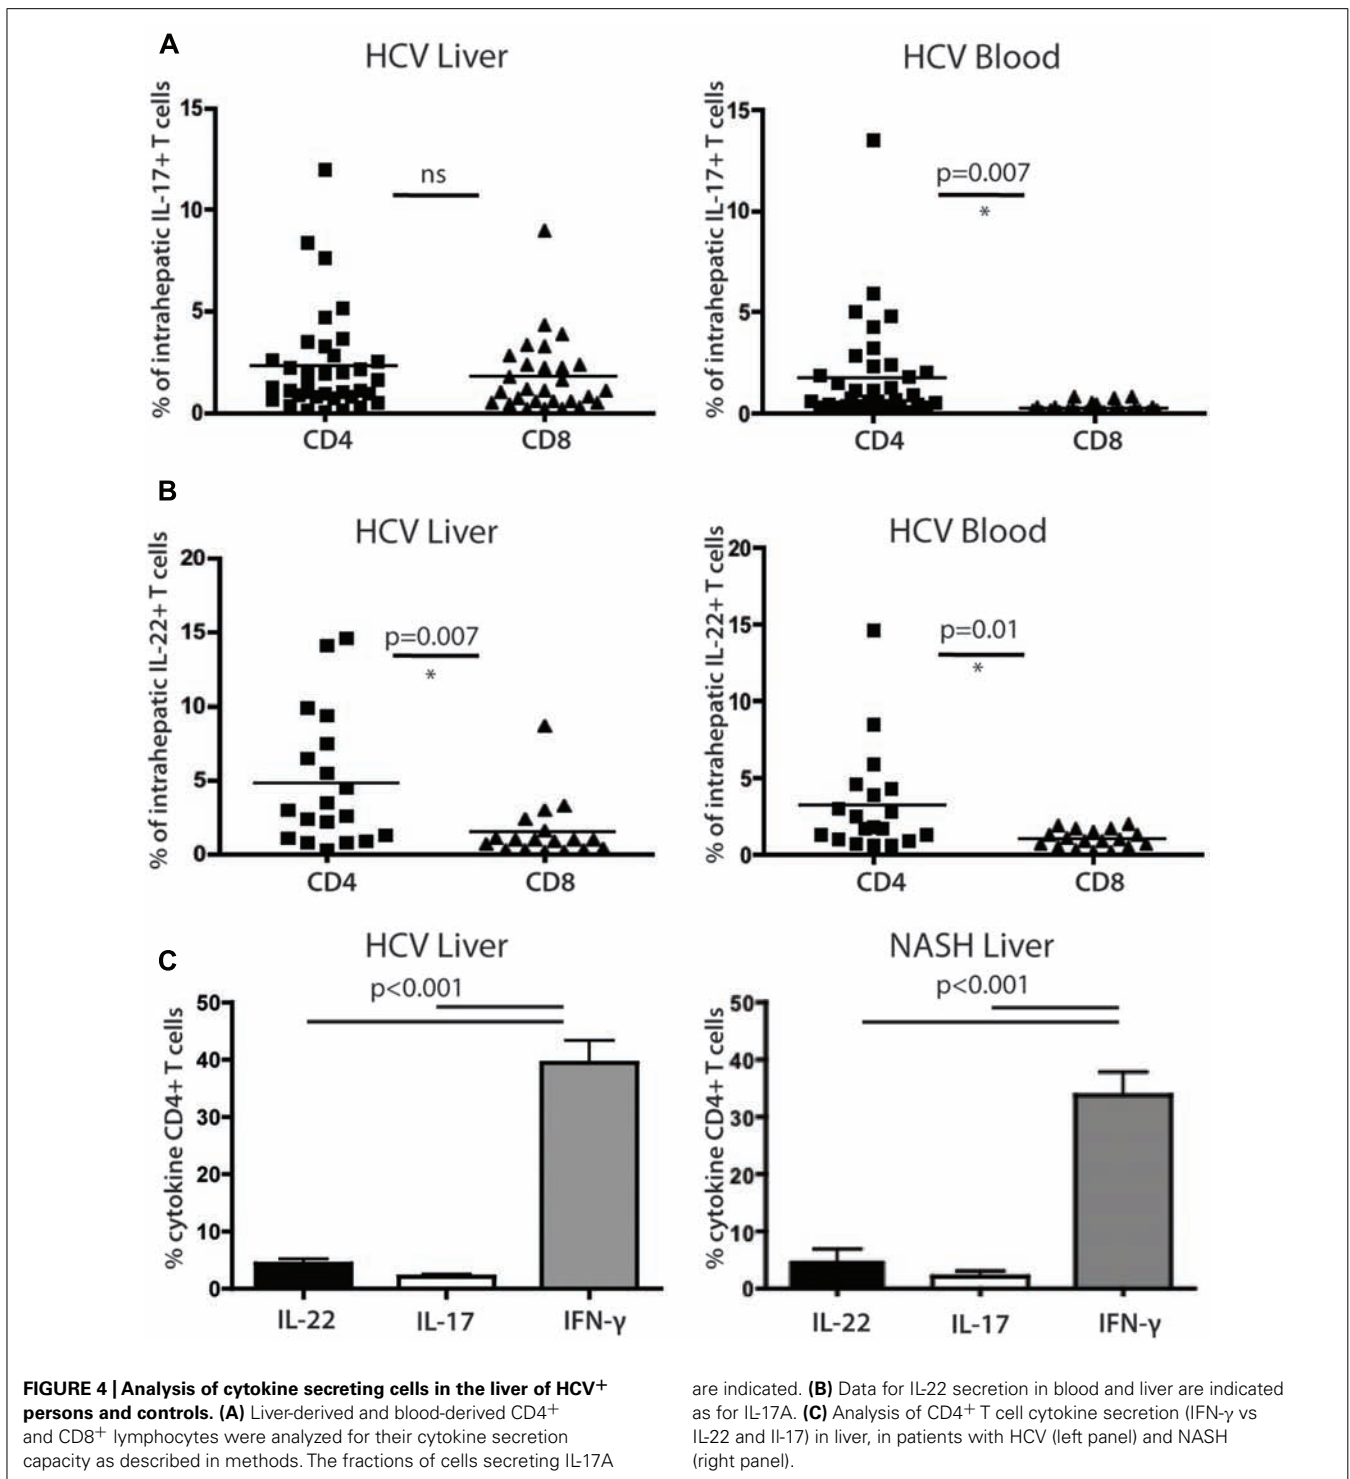 A
HCV Liver
% of intrahepatic IL-17+ T cells
15
10
5
0
ns
CD4
CD8
HCV Blood
% of intrahepatic IL-17+ T cells
15
10
5
0
p=0.007
*
CD4
CD8
B
HCV Liver
% of intrahepatic IL-22+ T cells
20
15
10
5
0
p=0.007
*
CD4
CD8
HCV Blood
% of intrahepatic IL-22+ T cells
20
15
10
5
0
p=0.01
*
CD4
CD8
C
HCV Liver
p<0.001
% cytokine CD4+ T cells
50
40
30
20
10
0
IL-22
IL-17
IFN-γ
NASH Liver
p<0.001
% cytokine CD4+ T cells
50
40
30
20
10
0
IL-22
IL-17
IFN-γ
FIGURE 4 | Analysis of cytokine secreting cells in the liver of HCV+
persons and controls. (A) Liver-derived and blood-derived CD4+
and CD8+ lymphocytes were analyzed for their cytokine secretion
capacity as described in methods. The fractions of cells secreting IL-17A
are indicated. (B) Data for IL-22 secretion in blood and liver are indicated
as for IL-17A. (C) Analysis of CD4+ T cell cytokine secretion (IFN-γ vs
IL-22 and Il-17) in liver, in patients with HCV (left panel) and NASH
(right panel).